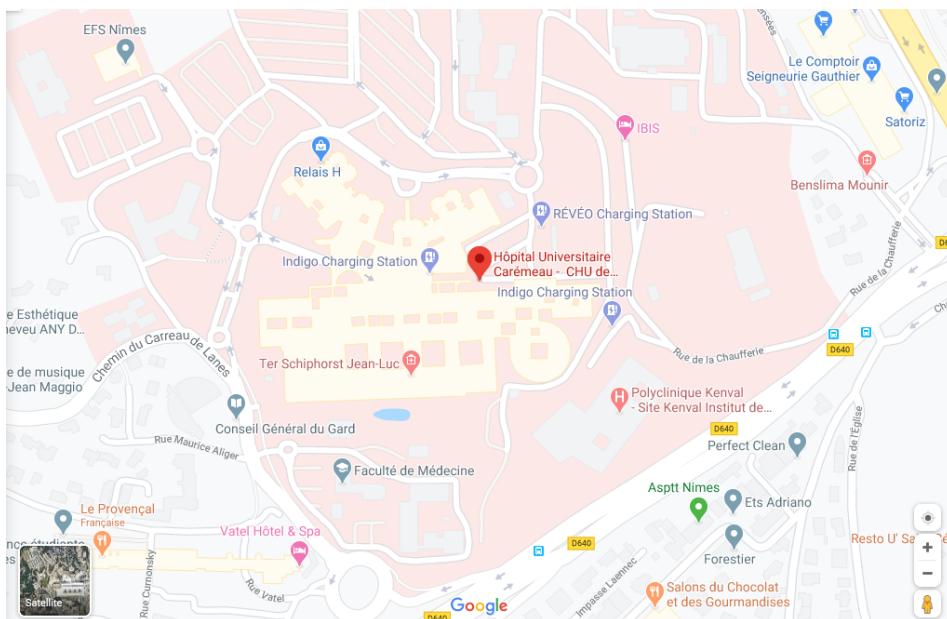 EFS Nîmes
Le Comptoir
Seigneurie Gauthier
Satoriz
IBIS
Relais H
Benslima Mounir
RÉVÉO Charging Station
D6
Indigo Charging Station
Hôpital Universitaire
Carémeau - CHU de...
Indigo Charging Station
Rue de la Chaufferie
e Esthétique
neveu ANY D...
Chemin du Carreau de Lanes
D640
Rue de la Chaufferie
Ter Schiphorst Jean-Luc
e de musique
-Jean Maggio
Polyclinique Kenval
- Site Kenval Institut de...
Conseil Général du Gard
D640
Rue Maurice Aliger
Perfect Clean
Rue de l'Église
Faculté de Médecine
Asptt Nimes
Ets Adriano
Le Provençal
Française
Vatel Hôtel & Spa
Resto U'
D640
Forestier
Rue Curnonsky
Rue Vatel
Impasse Laennec
Salons du Chocolat
et des Gourmandises
Satellite
Google
D640